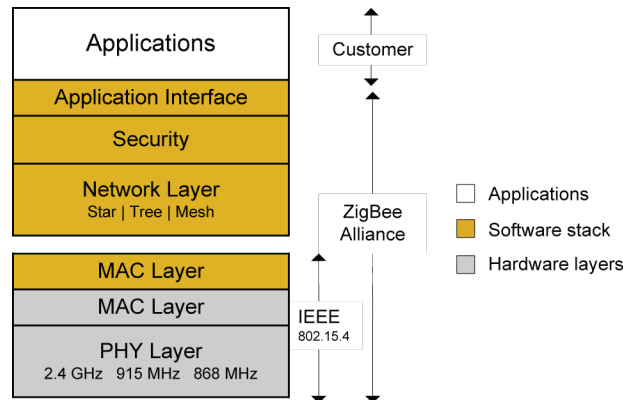 Applications
Application Interface
Security
Network Layer
Star | Tree | Mesh
MAC Layer
MAC Layer
PHY Layer
2.4 GHz 915 MHz 868 MHz
Customer
ZigBee
Alliance
IEEE
802.15.4
Applications
Software stack
Hardware layers